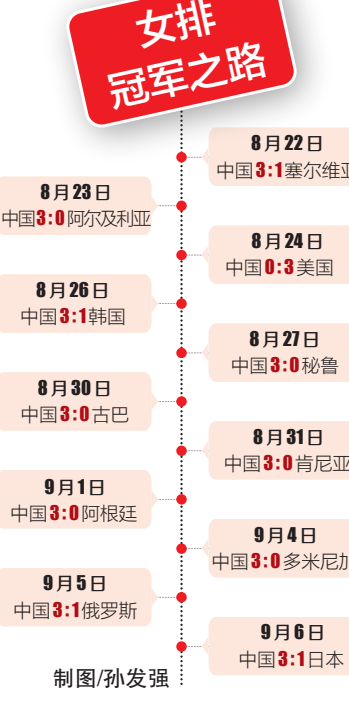 女排
冠军之路
8月22日
中国3:1塞尔维亚
8月23日
中国3:0阿尔及利亚
8月24日
中国0:3美国
8月26日
中国3:1韩国
8月27日
中国3:0秘鲁
8月30日
中国3:0古巴
8月31日
中国3:0肯尼亚
9月1日
中国3:0阿根廷
9月4日
中国3:0多米尼加
9月5日
中国3:1俄罗斯
9月6日
中国3:1日本
制图/孙发强